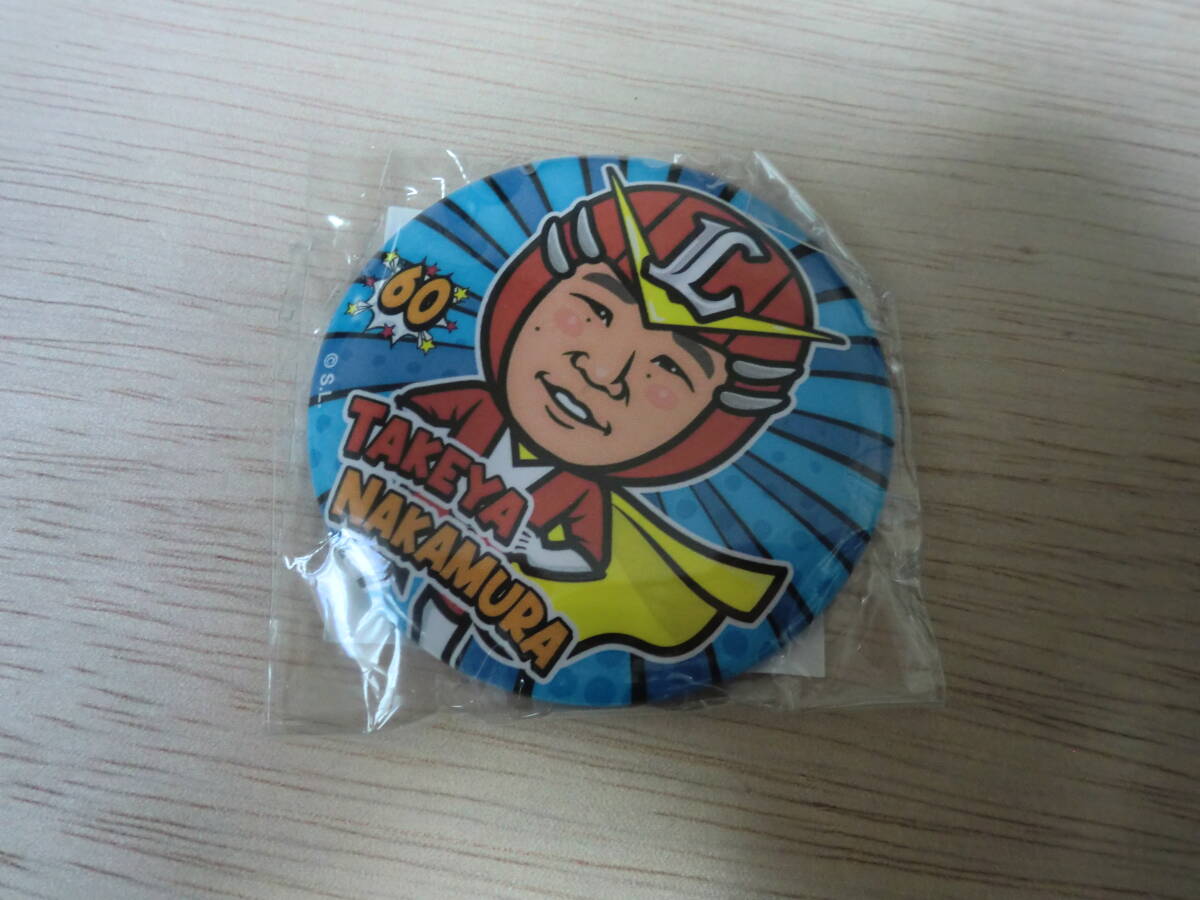 L
60
© S.L.
TAKEYA
NAKAMURA